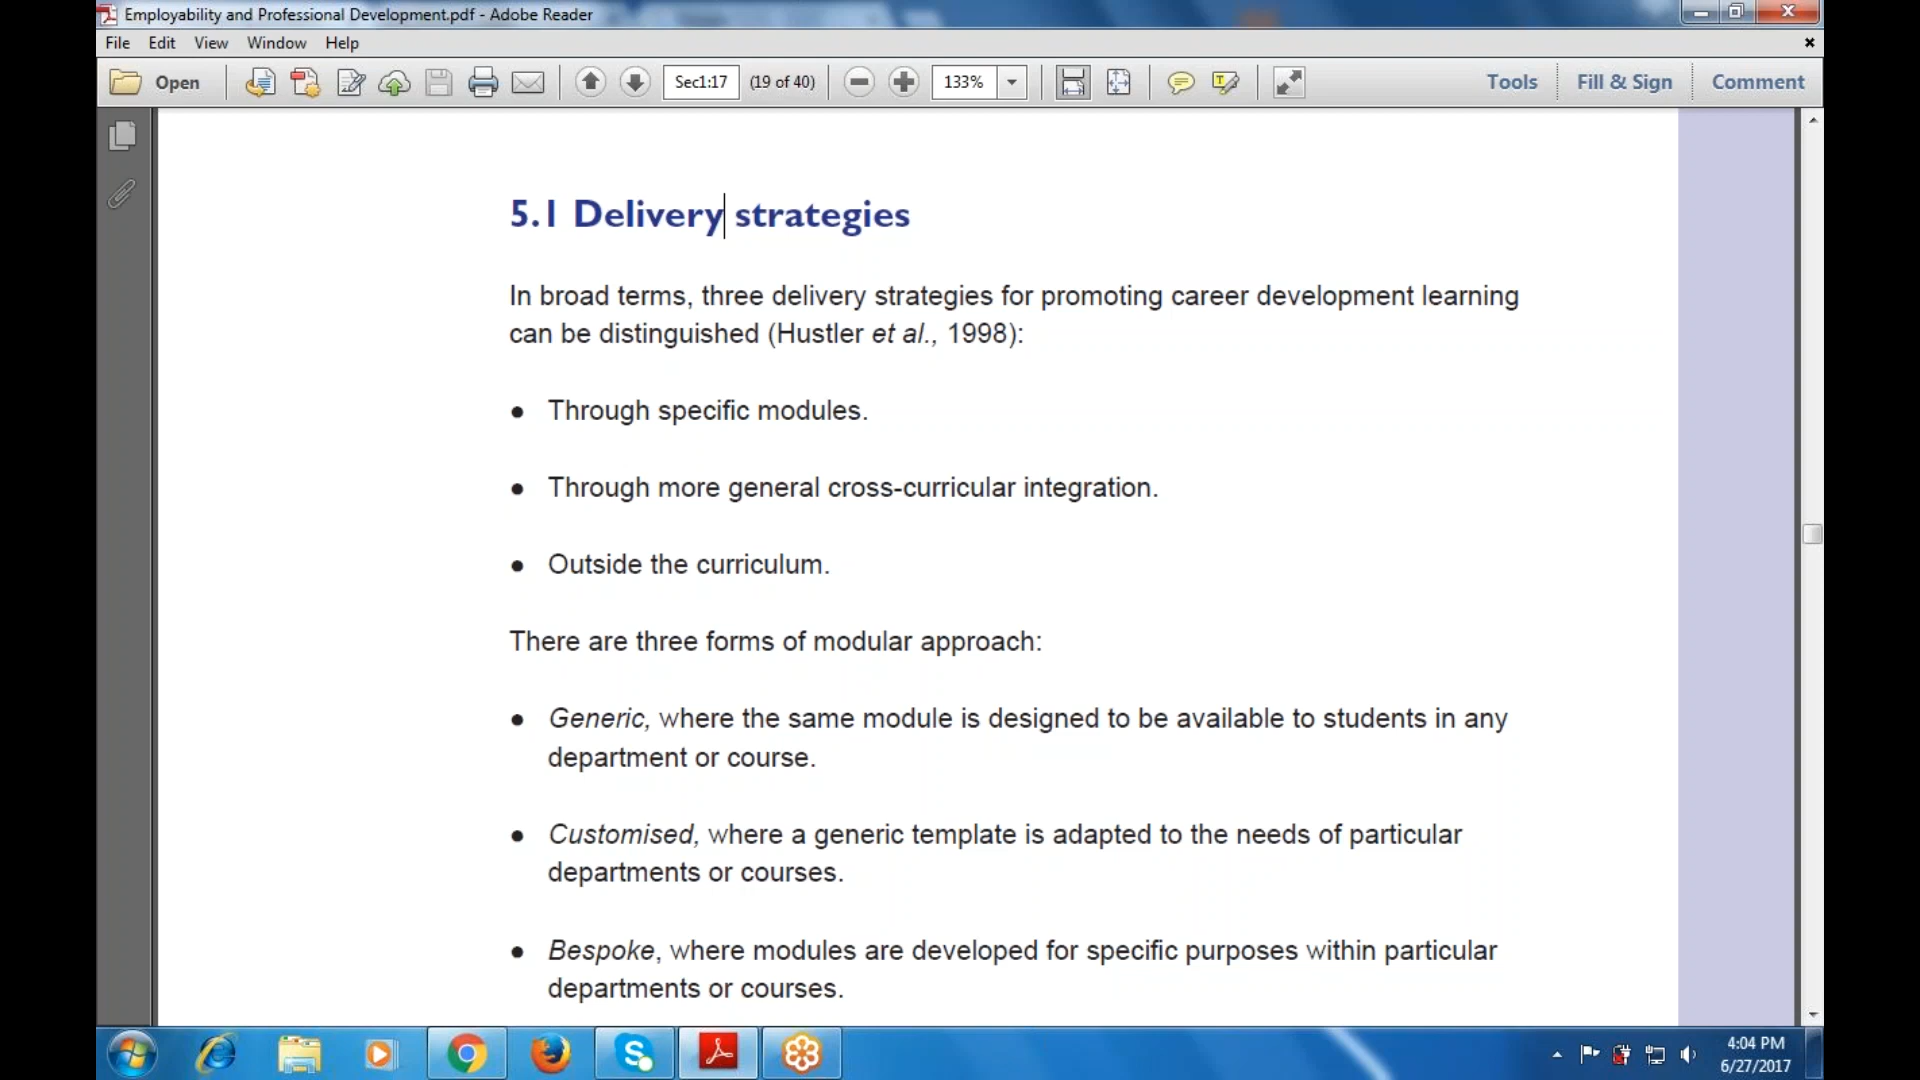 Employability and Professional Development.pdf - Adobe Reader
File Edit View Window Help
Open Sec1:17 (19 of 40) 133% Tools Fill & Sign Comment
5.1 Delivery strategies
In broad terms, three delivery strategies for promoting career development learning
can be distinguished (Hustler et al., 1998):
● Through specific modules.
● Through more general cross-curricular integration.
● Outside the curriculum.
There are three forms of modular approach:
● Generic, where the same module is designed to be available to students in any
department or course.
● Customised, where a generic template is adapted to the needs of particular
departments or courses.
● Bespoke, where modules are developed for specific purposes within particular
departments or courses.
4:04 PM
6/27/2017